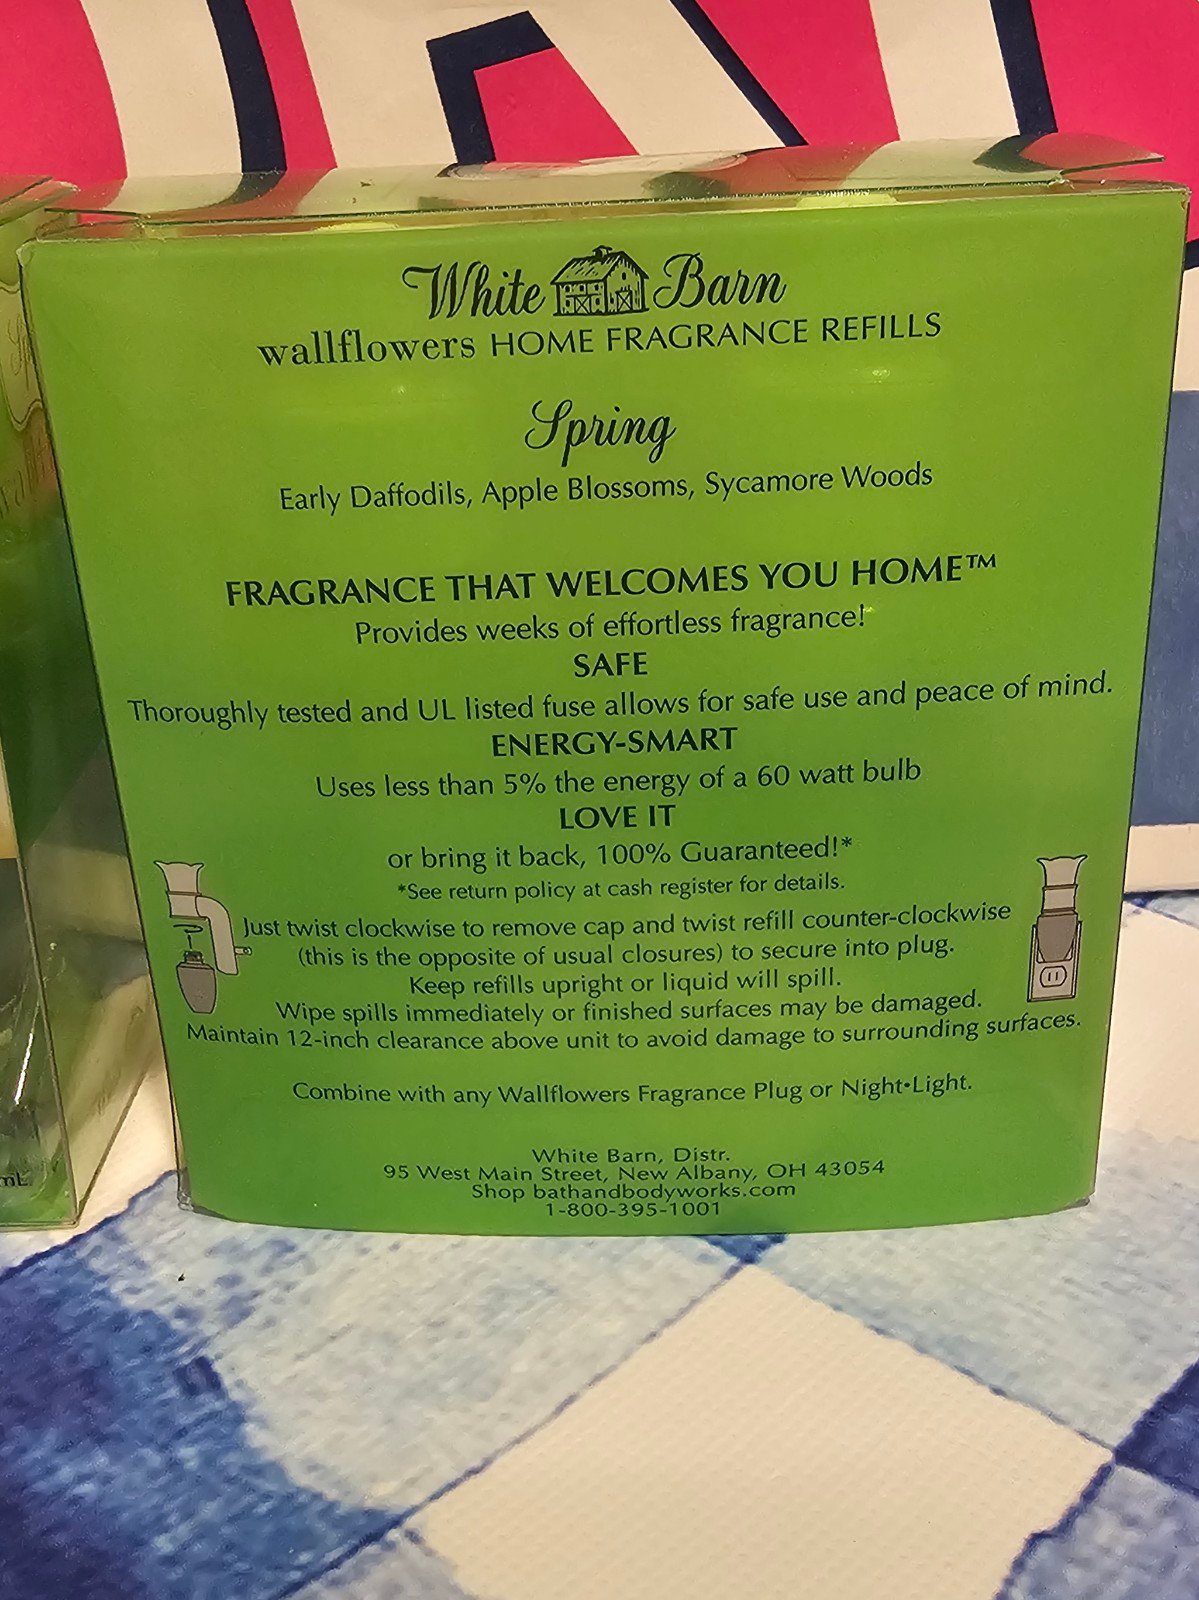 White Barn
wallflowers HOME FRAGRANCE REFILLS
Spring
Early Daffodils, Apple Blossoms, Sycamore Woods
FRAGRANCE THAT WELCOMES YOU HOME™
Provides weeks of effortless fragrance!
SAFE
Thoroughly tested and UL listed fuse allows for safe use and peace of mind.
ENERGY-SMART
Uses less than 5% the energy of a 60 watt bulb
LOVE IT
or bring it back, 100% Guaranteed!*
*See return policy at cash register for details.
Just twist clockwise to remove cap and twist refill counter-clockwise
(this is the opposite of usual closures) to secure into plug.
Keep refills upright or liquid will spill.
Wipe spills immediately or finished surfaces may be damaged.
Maintain 12-inch clearance above unit to avoid damage to surrounding surfaces.
Combine with any Wallflowers Fragrance Plug or Night•Light.
White Barn, Distr.
95 West Main Street, New Albany, OH 43054
Shop bathandbodyworks.com
1-800-395-1001
mL